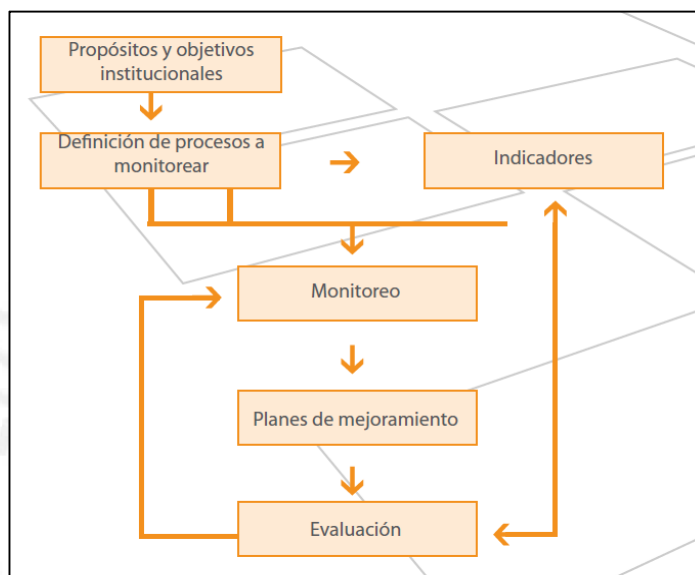 Propósitos y objetivos
institucionales
Definición de procesos a
monitorear
Indicadores
Monitoreo
Planes de mejoramiento
Evaluación